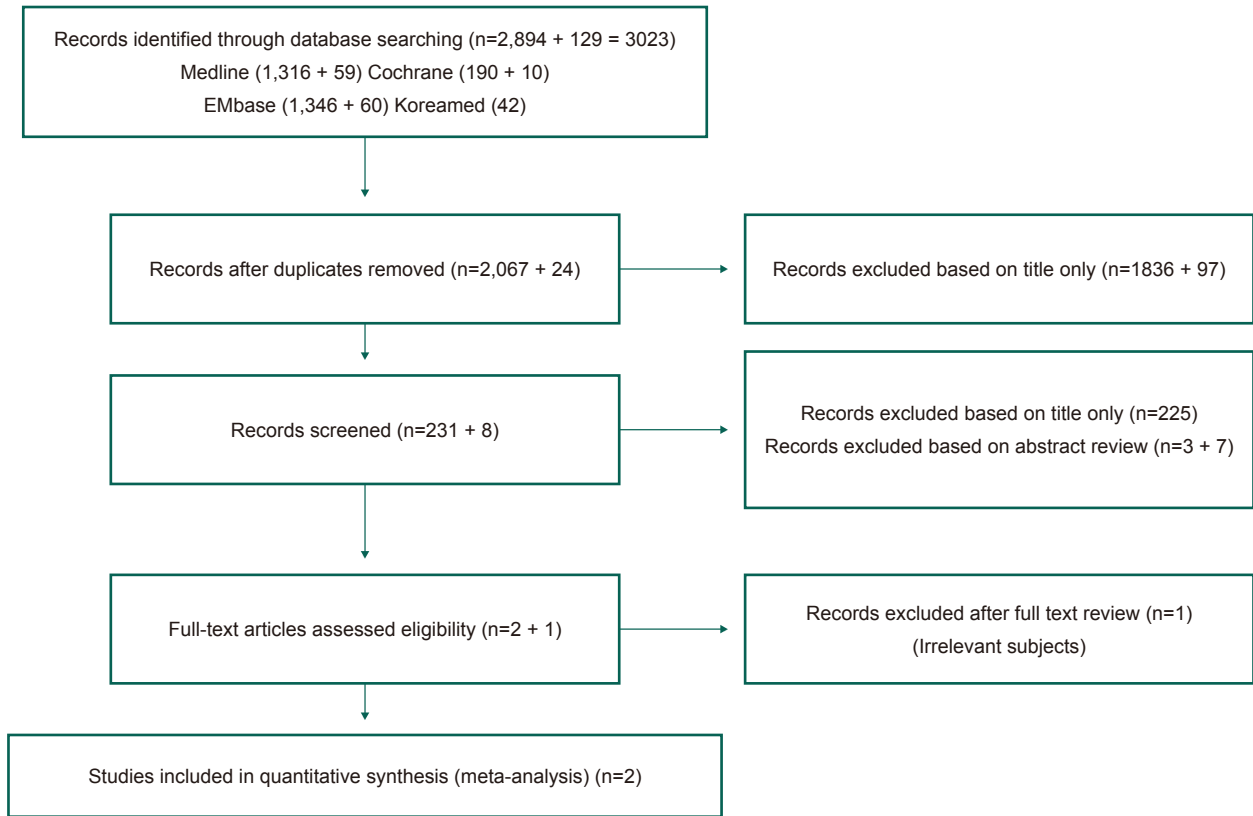 Records identified through database searching (n=2,894 + 129 = 3023)
Medline (1,316 + 59) Cochrane (190 + 10)
EMbase (1,346 + 60) Koreamed (42)
Records after duplicates removed (n=2,067 + 24)
Records excluded based on title only (n=1836 + 97)
Records screened (n=231 + 8)
Records excluded based on title only (n=225)
Records excluded based on abstract review (n=3 + 7)
Full-text articles assessed eligibility (n=2 + 1)
Records excluded after full text review (n=1)
(Irrelevant subjects)
Studies included in quantitative synthesis (meta-analysis) (n=2)